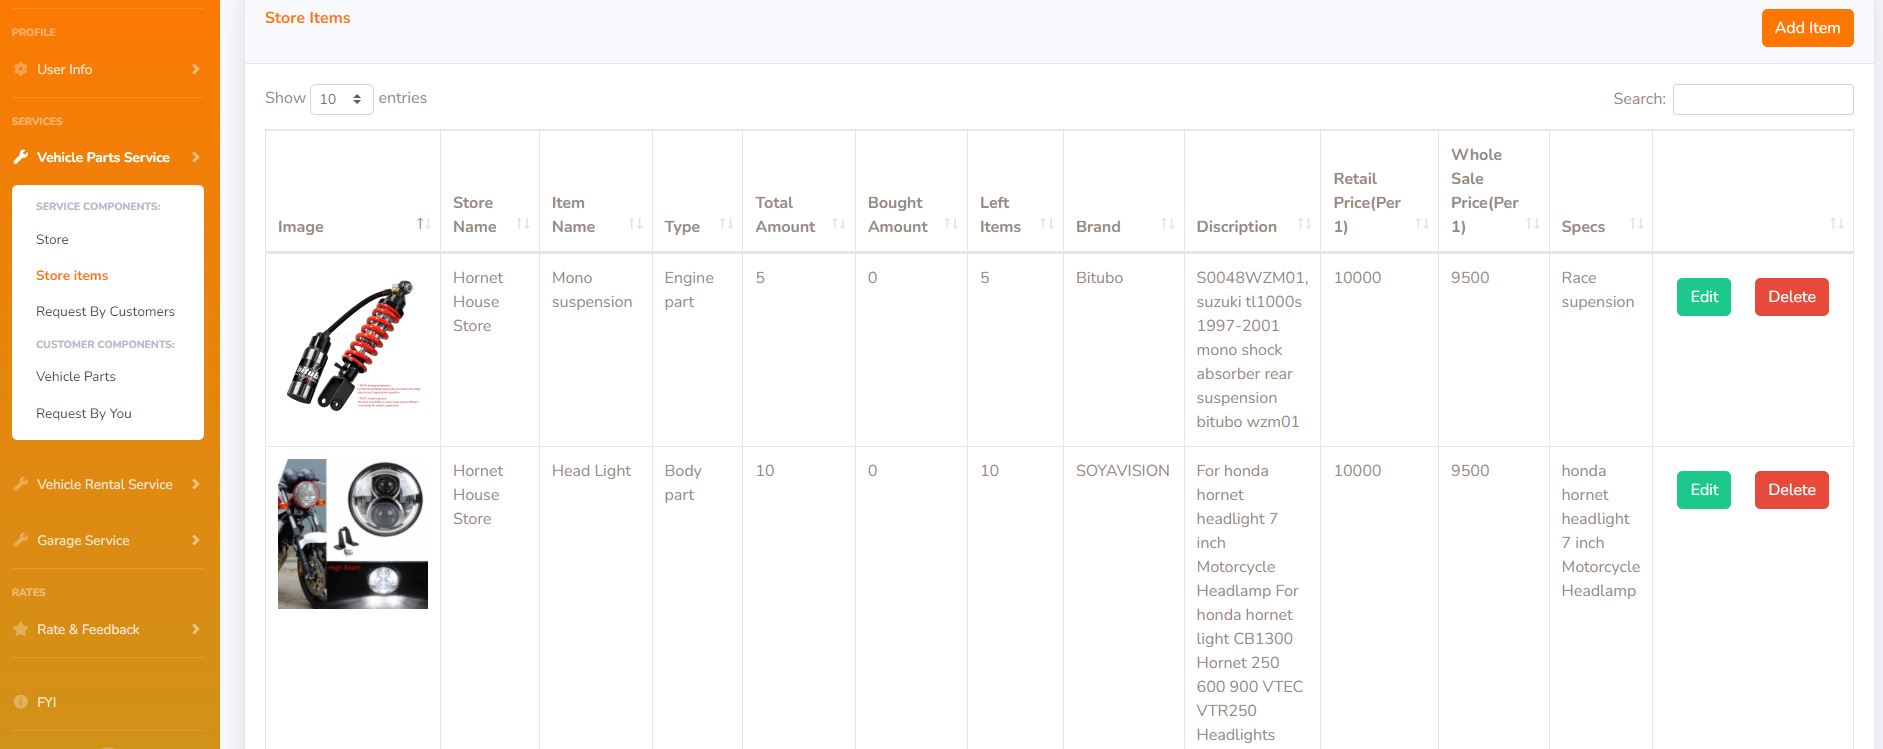 PROFILE
User Info
SERVICES
Vehicle Parts Service
SERVICE COMPONENTS:
Store
Store items
Request By Customers
CUSTOMER COMPONENTS:
Vehicle Parts
Request By You
Vehicle Rental Service
Garage Service
RATES
Rate & Feedback
FYI
Store Items
Add Item
Show 10 entries
Search:
Image
Store
Name
Item
Name
Type
Total
Amount
Bought
Amount
Left
Items
Brand
Discription
Retail
Price(Per
1)
Whole
Sale
Price(Per
1)
Specs
Hornet
House
Store
Mono
suspension
Engine
part
5
0
5
Bitubo
S0048WZM01,
suzuki tl1000s
1997-2001
mono shock
absorber rear
suspension
bitubo wzm01
10000
9500
Race
supension
Edit
Delete
High Beam
Hornet
House
Store
Head Light
Body
part
10
0
10
SOYAVISION
For honda
hornet
headlight 7
inch
Motorcycle
Headlamp For
honda hornet
light CB1300
Hornet 250
600 900 VTEC
VTR250
Headlights
10000
9500
honda
hornet
headlight
7 inch
Motorcycle
Headlamp
Edit
Delete